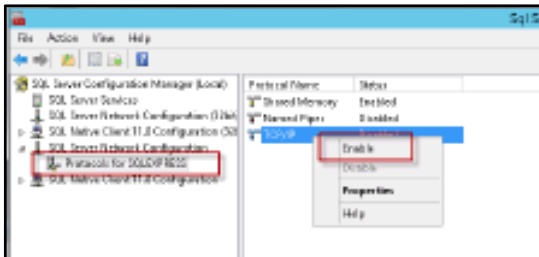 Sql S
File Action View Help
SQL Server Configuration Manager (Local)
SQL Server Services
SQL Server Network Configuration (32bit
SQL Native Client 11.0 Configuration (32
SQL Server Network Configuration
Protocols for SQLEXPRESS
SQL Native Client 11.0 Configuration
Protocol Name Status
Shared Memory Enabled
Named Pipes Disabled
TCP/IP
Enable
Disable
Properties
Help